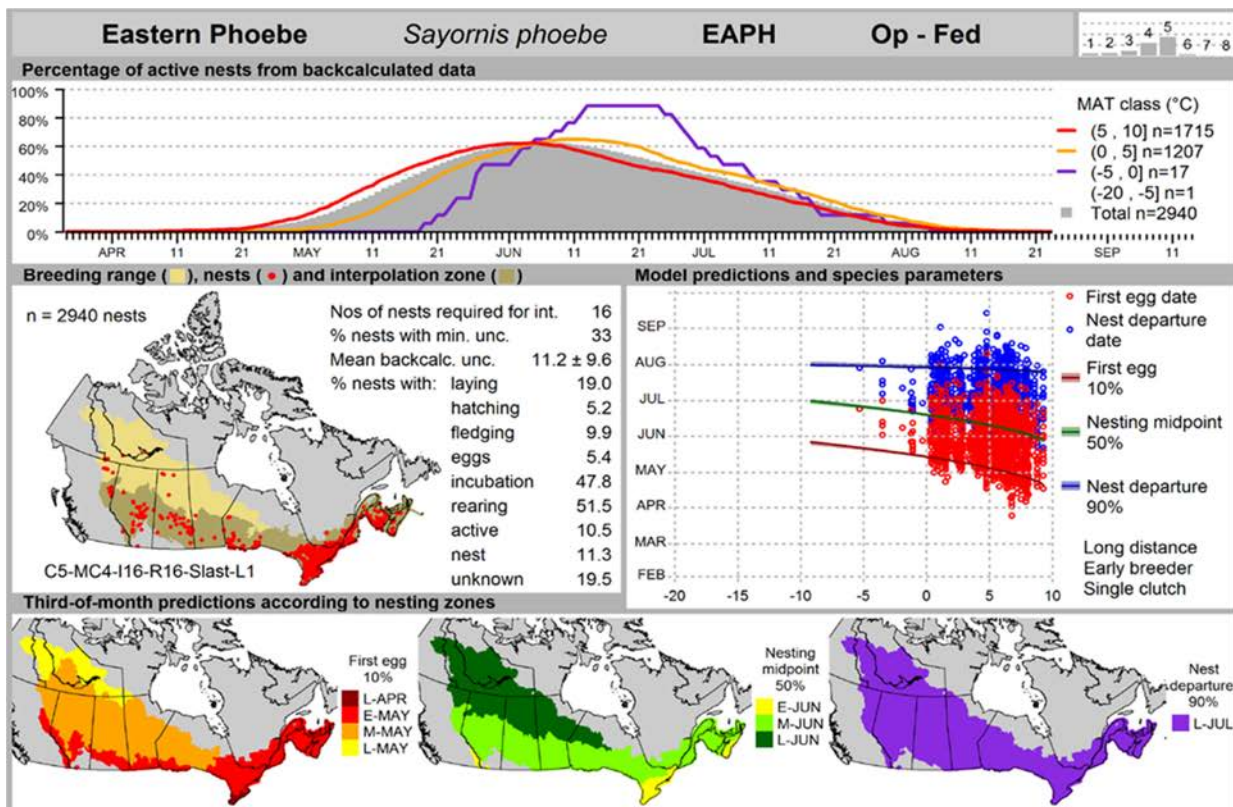 Eastern Phoebe Sayornis phoebe EAPH Op - Fed
1 2 3 4 5 6 7 8
Percentage of active nests from backcalculated data
100%
80%
60%
40%
20%
0%
APR 11 21 MAY 11 21 JUN 11 21 JUL 11 21 AUG 11 21 SEP 11
MAT class (°C)
(5 , 10] n=1715
(0 , 5] n=1207
(-5 , 0] n=17
(-20 , -5] n=1
Total n=2940
Breeding range ( ), nests ( ) and interpolation zone ( )
n = 2940 nests
Nos of nests required for int. 16
% nests with min. unc. 33
Mean backcalc. unc. 11.2 ± 9.6
% nests with: laying 19.0
hatching 5.2
fledging 9.9
eggs 5.4
incubation 47.8
rearing 51.5
active 10.5
nest 11.3
unknown 19.5
C5-MC4-I16-R16-Slast-L1
Model predictions and species parameters
SEP
AUG
JUL
JUN
MAY
APR
MAR
FEB
-20 -15 -10 -5 0 5 10
First egg date
Nest departure
date
First egg
10%
Nesting midpoint
50%
Nest departure
90%
Long distance
Early breeder
Single clutch
Third-of-month predictions according to nesting zones
First egg
10%
L-APR
E-MAY
M-MAY
L-MAY
Nesting
midpoint
50%
E-JUN
M-JUN
L-JUN
Nest
departure
90%
L-JUL